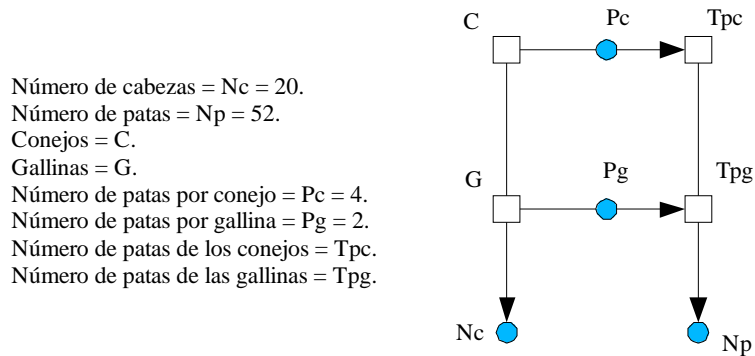 Número de cabezas = Nc = 20.
Número de patas = Np = 52.
Conejos = C.
Gallinas = G.
Número de patas por conejo = Pc = 4.
Número de patas por gallina = Pg = 2.
Número de patas de los conejos = Tpc.
Número de patas de las gallinas = Tpg.
C Pc Tpc
G Pg Tpg
Nc Np